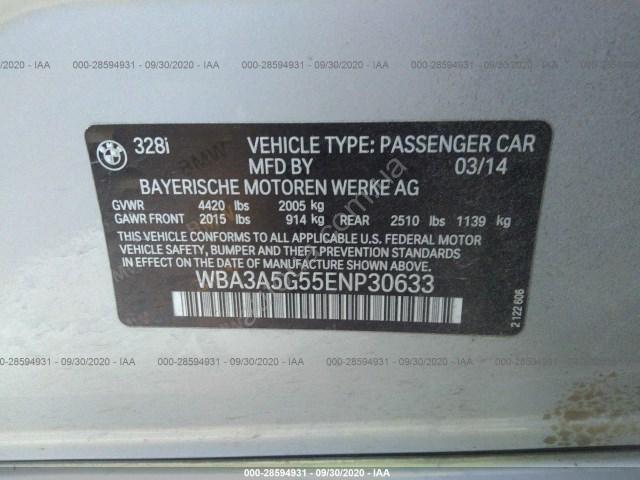 000-28594931 - 09/30/2020 - IAA
BMW
328i VEHICLE TYPE: PASSENGER CAR
MFD BY 03/14
BAYERISCHE MOTOREN WERKE AG
GVWR 4420 lbs 2005 kg
GAWR FRONT 2015 lbs 914 kg REAR 2510 lbs 1139 kg
THIS VEHICLE CONFORMS TO ALL APPLICABLE U.S. FEDERAL MOTOR
VEHICLE SAFETY, BUMPER AND THEFT PREVENTION STANDARDS IN
EFFECT ON THE DATE OF MANUFACTURE SHOWN ABOVE.
WBA3A5G55ENP30633
2 122 606
000-28594931 - 09/30/2020 - IAA
000-28594931 - 09/30/2020 - IAA